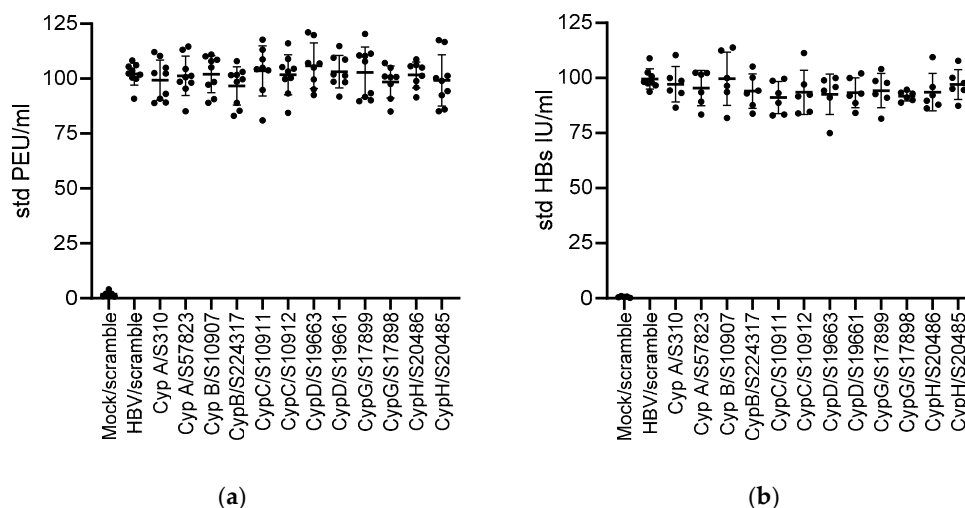 125
100
75
50
25
0
std PEU/ml
Mock/scramble
HBV/scramble
Cyp A/S310
Cyp A/S57823
Cyp B/S10907
CypB/S224317
CypC/S10911
CypC/S10912
CypD/S19663
CypD/S19661
CypG/S17899
CypG/S17898
CypH/S20486
CypH/S20485
(a)
125
100
75
50
25
0
std HBs IU/ml
Mock/scramble
HBV/scramble
Cyp A/S310
Cyp A/S57823
Cyp B/S10907
CypB/S224317
CypC/S10911
CypC/S10912
CypD/S19663
CypD/S19661
CypG/S17899
CypG/S17898
CypH/S20486
CypH/S20485
(b)